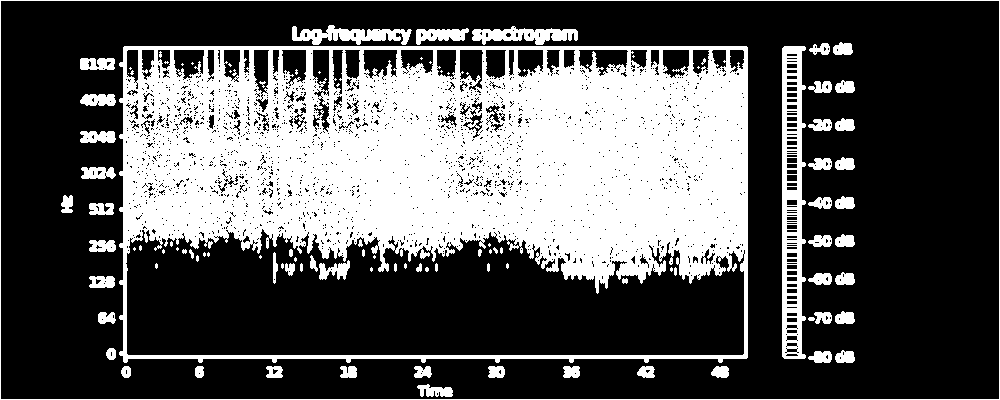 Log-frequency power spectrogram
+0 dB
8192
-10 dB
4096
-20 dB
2048
-30 dB
1024
-40 dB
Hz
512
-50 dB
256
-60 dB
128
-70 dB
64
0
-80 dB
0 6 12 18 24 30 36 42 48
Time